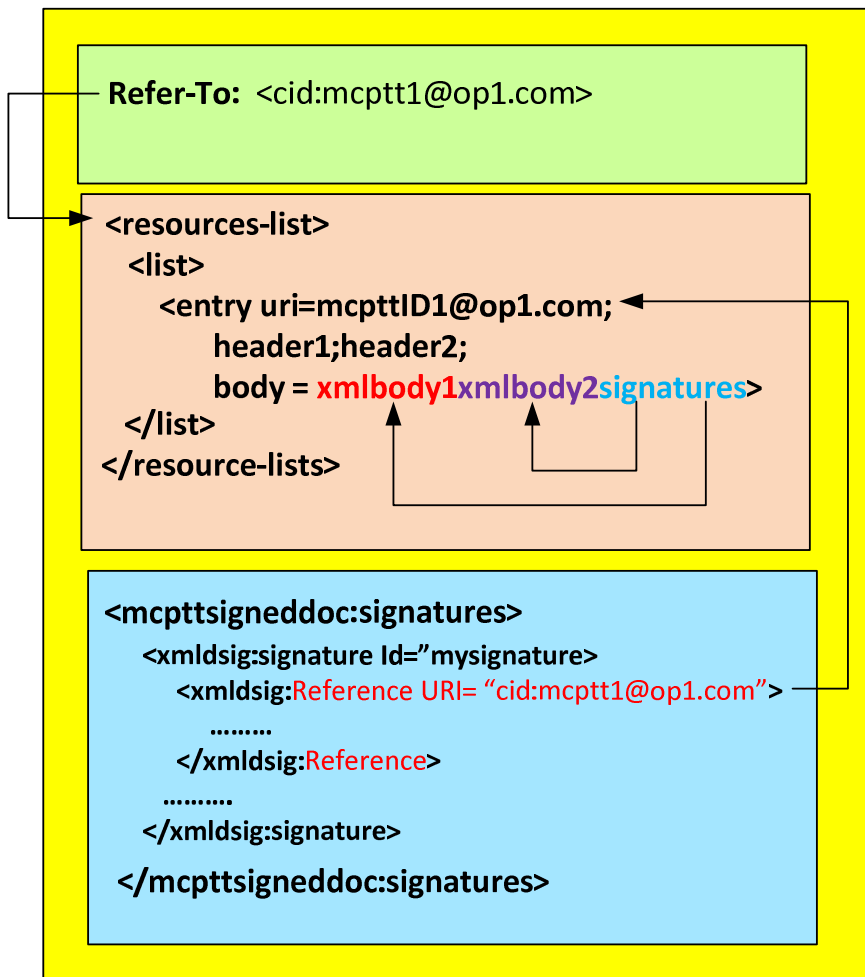 Refer-To: <cid:mcptt1@op1.com>
<resources-list>
<list>
<entry uri=mcpttID1@op1.com;
header1;header2;
body = xmlbody1xmlbody2signatures>
</list>
</resource-lists>
<mcpttsigneddoc:signatures>
<xmldsig:signature Id=”mysignature>
<xmldsig:Reference URI= “cid:mcptt1@op1.com”>
………
</xmldsig:Reference>
……….
</xmldsig:signature>
</mcpttsigneddoc:signatures>